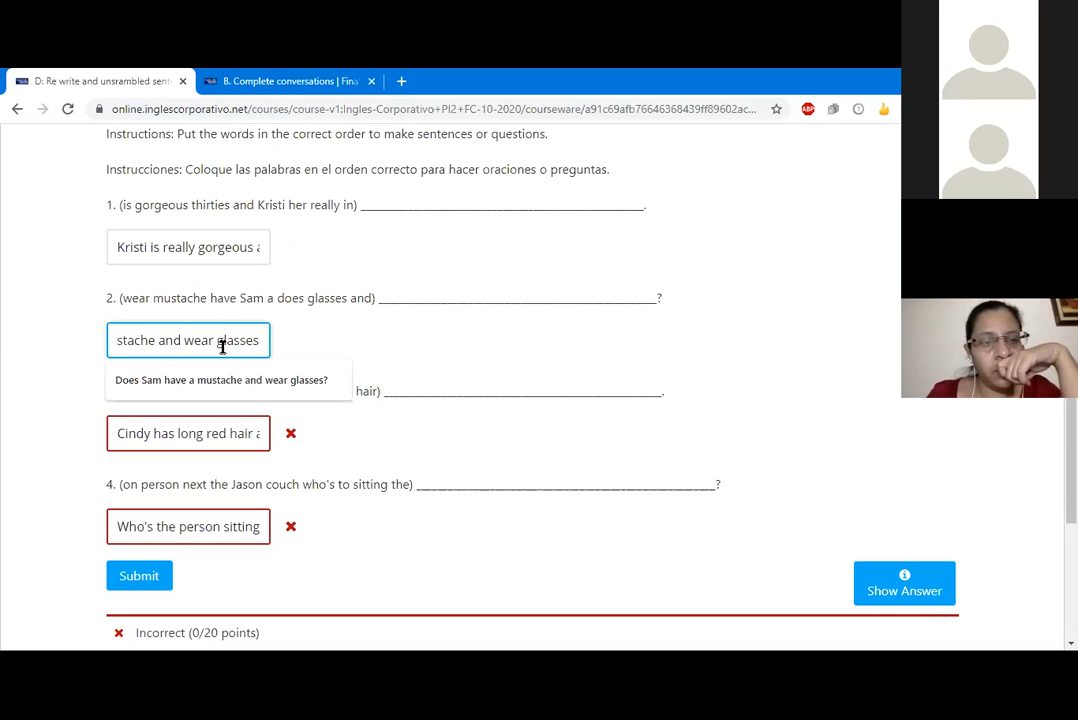 D: Re write and unsrambled sent
B. Complete conversations | Fina
online.inglescorporativo.net/courses/course-v1:Ingles-Corporativo+PI2+FC-10-2020/courseware/a91c69afb76646368439ff89602ac...
ABP
Instructions: Put the words in the correct order to make sentences or questions.
Instrucciones: Coloque las palabras en el orden correcto para hacer oraciones o preguntas.
1. (is gorgeous thirties and Kristi her really in) ________________________________________.
Kristi is really gorgeous a
2. (wear mustache have Sam a does glasses and) ________________________________________?
stache and wear glasses
Does Sam have a mustache and wear glasses?
hair) ________________________________________.
Cindy has long red hair a
4. (on person next the Jason couch who's to sitting the) ___________________________________________?
Who's the person sitting
Submit
Show Answer
Incorrect (0/20 points)